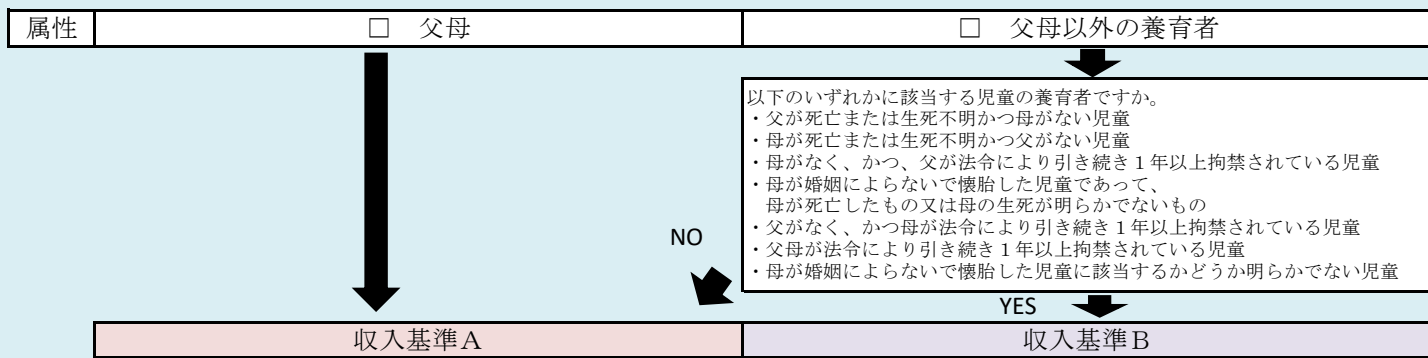 属性
□ 父母
□ 父母以外の養育者
以下のいずれかに該当する児童の養育者ですか。
・父が死亡または生死不明かつ母がない児童
・母が死亡または生死不明かつ父がない児童
・母がなく、かつ、父が法令により引き続き１年以上拘禁されている児童
・母が婚姻によらないで懐胎した児童であって、
母が死亡したもの又は母の生死が明らかでないもの
・父がなく、かつ母が法令により引き続き１年以上拘禁されている児童
・父母が法令により引き続き１年以上拘禁されている児童
・母が婚姻によらないで懐胎した児童に該当するかどうか明らかでない児童
NO
YES
収入基準Ａ
収入基準Ｂ